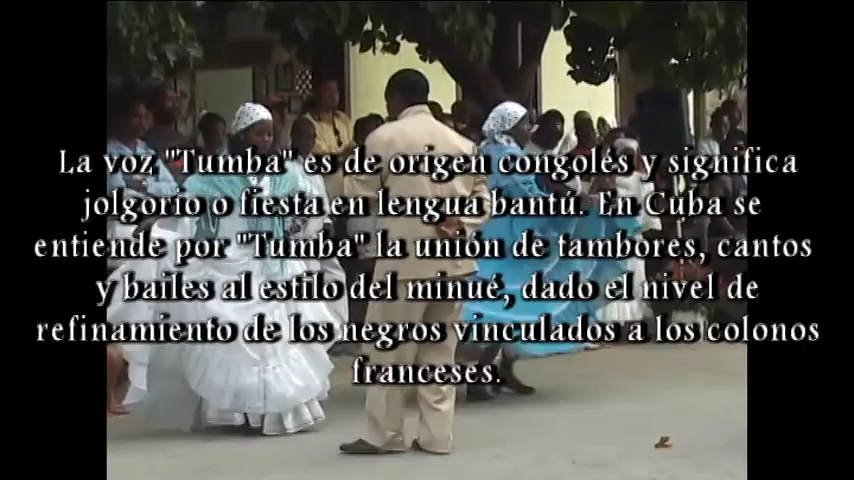 La voz "Tumba" es de origen congolés y significa
jolgorio o fiesta en lengua bantú. En Cuba se
entiende por "Tumba" la unión de tambores, cantos
y bailes al estilo del minué, dado el nivel de
refinamiento de los negros vinculados a los colonos
franceses.